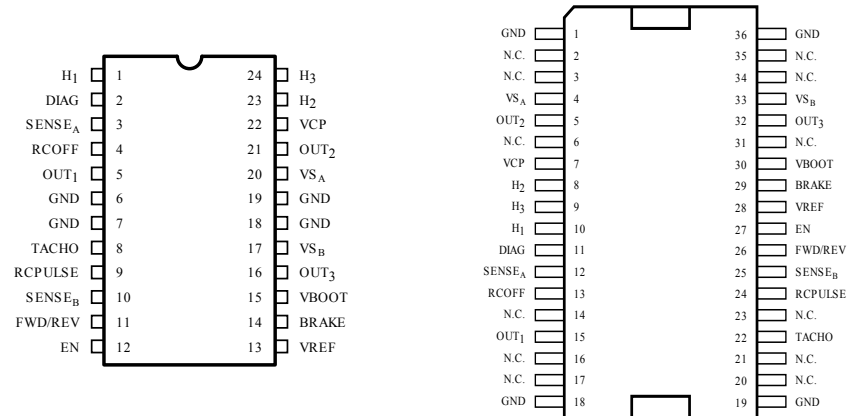 H1 1 24 H3
DIAG 2 23 H2
SENSEA 3 22 VCP
RCOFF 4 21 OUT2
OUT1 5 20 VSA
GND 6 19 GND
GND 7 18 GND
TACHO 8 17 VSB
RCPULSE 9 16 OUT3
SENSEB 10 15 VBOOT
FWD/REV 11 14 BRAKE
EN 12 13 VREF
GND 1 36 GND
N.C. 2 35 N.C.
N.C. 3 34 N.C.
VSA 4 33 VSB
OUT2 5 32 OUT3
N.C. 6 31 N.C.
VCP 7 30 VBOOT
H2 8 29 BRAKE
H3 9 28 VREF
H1 10 27 EN
DIAG 11 26 FWD/REV
SENSEA 12 25 SENSEB
RCOFF 13 24 RCPULSE
N.C. 14 23 N.C.
OUT1 15 22 TACHO
N.C. 16 21 N.C.
N.C. 17 20 N.C.
GND 18 19 GND